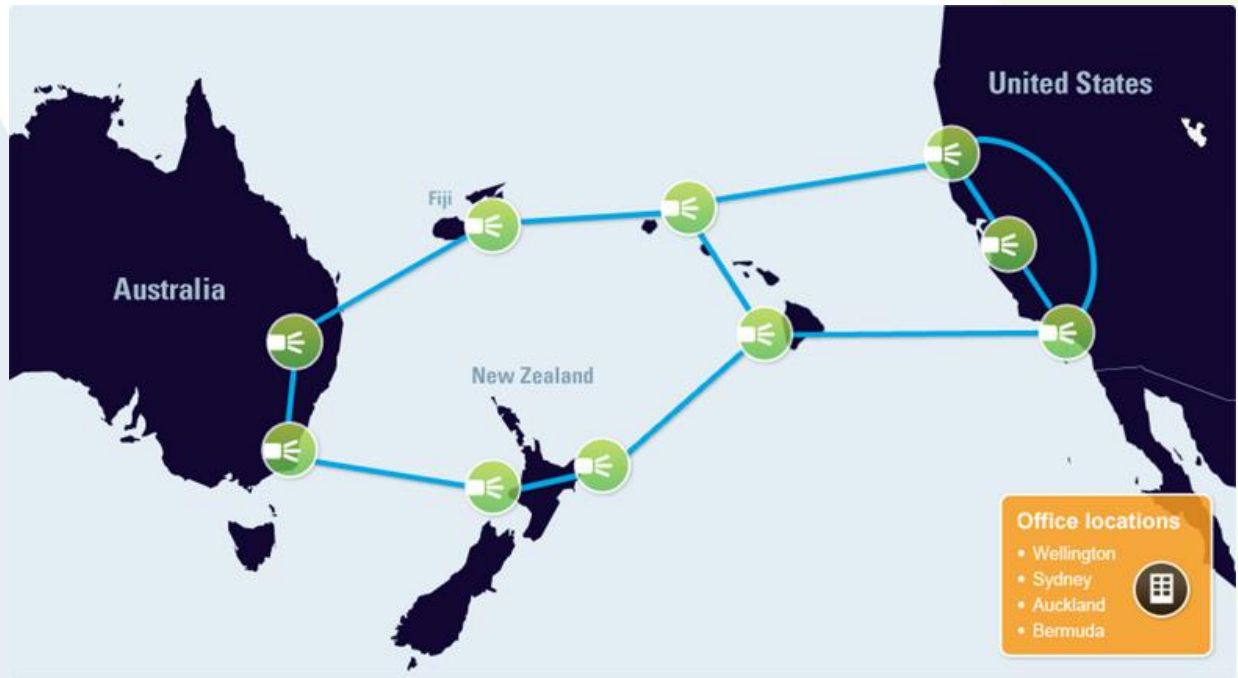 United States
Fiji
Australia
New Zealand
Office locations
• Wellington
• Sydney
• Auckland
• Bermuda